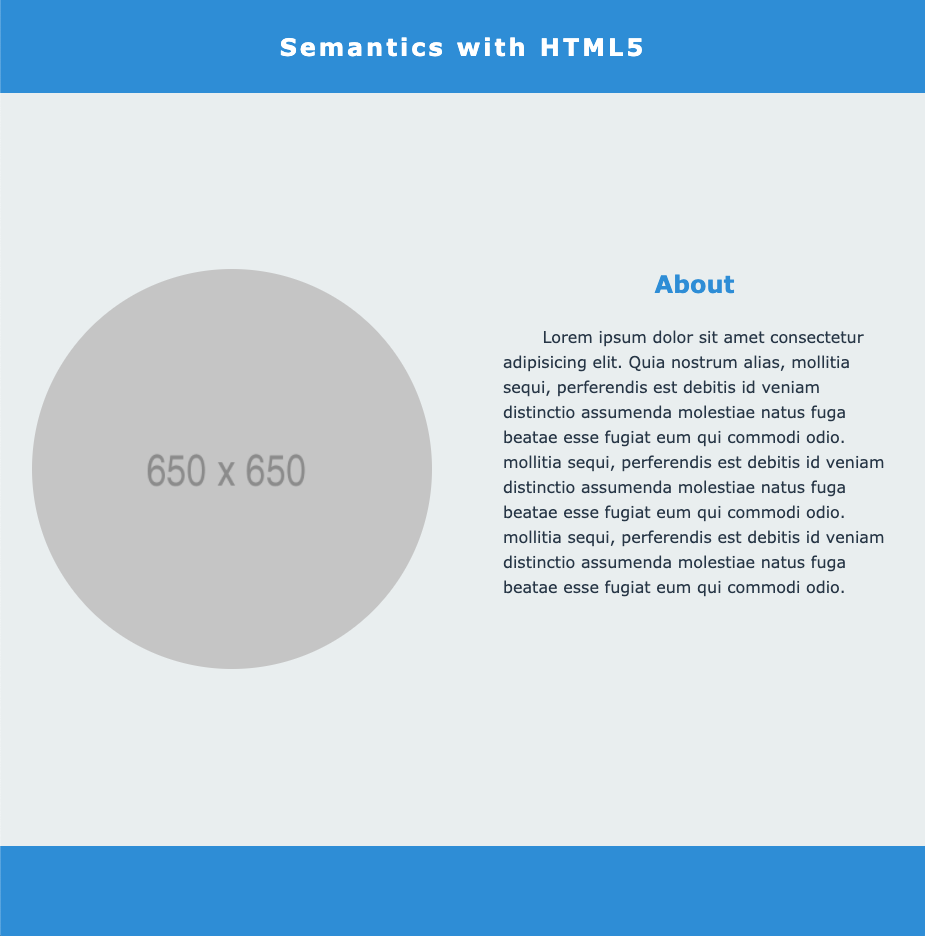 Semantics with HTML5
650 x 650
About
Lorem ipsum dolor sit amet consectetur
adipisicing elit. Quia nostrum alias, mollitia
sequi, perferendis est debitis id veniam
distinctio assumenda molestiae natus fuga
beatae esse fugiat eum qui commodi odio.
mollitia sequi, perferendis est debitis id veniam
distinctio assumenda molestiae natus fuga
beatae esse fugiat eum qui commodi odio.
mollitia sequi, perferendis est debitis id veniam
distinctio assumenda molestiae natus fuga
beatae esse fugiat eum qui commodi odio.